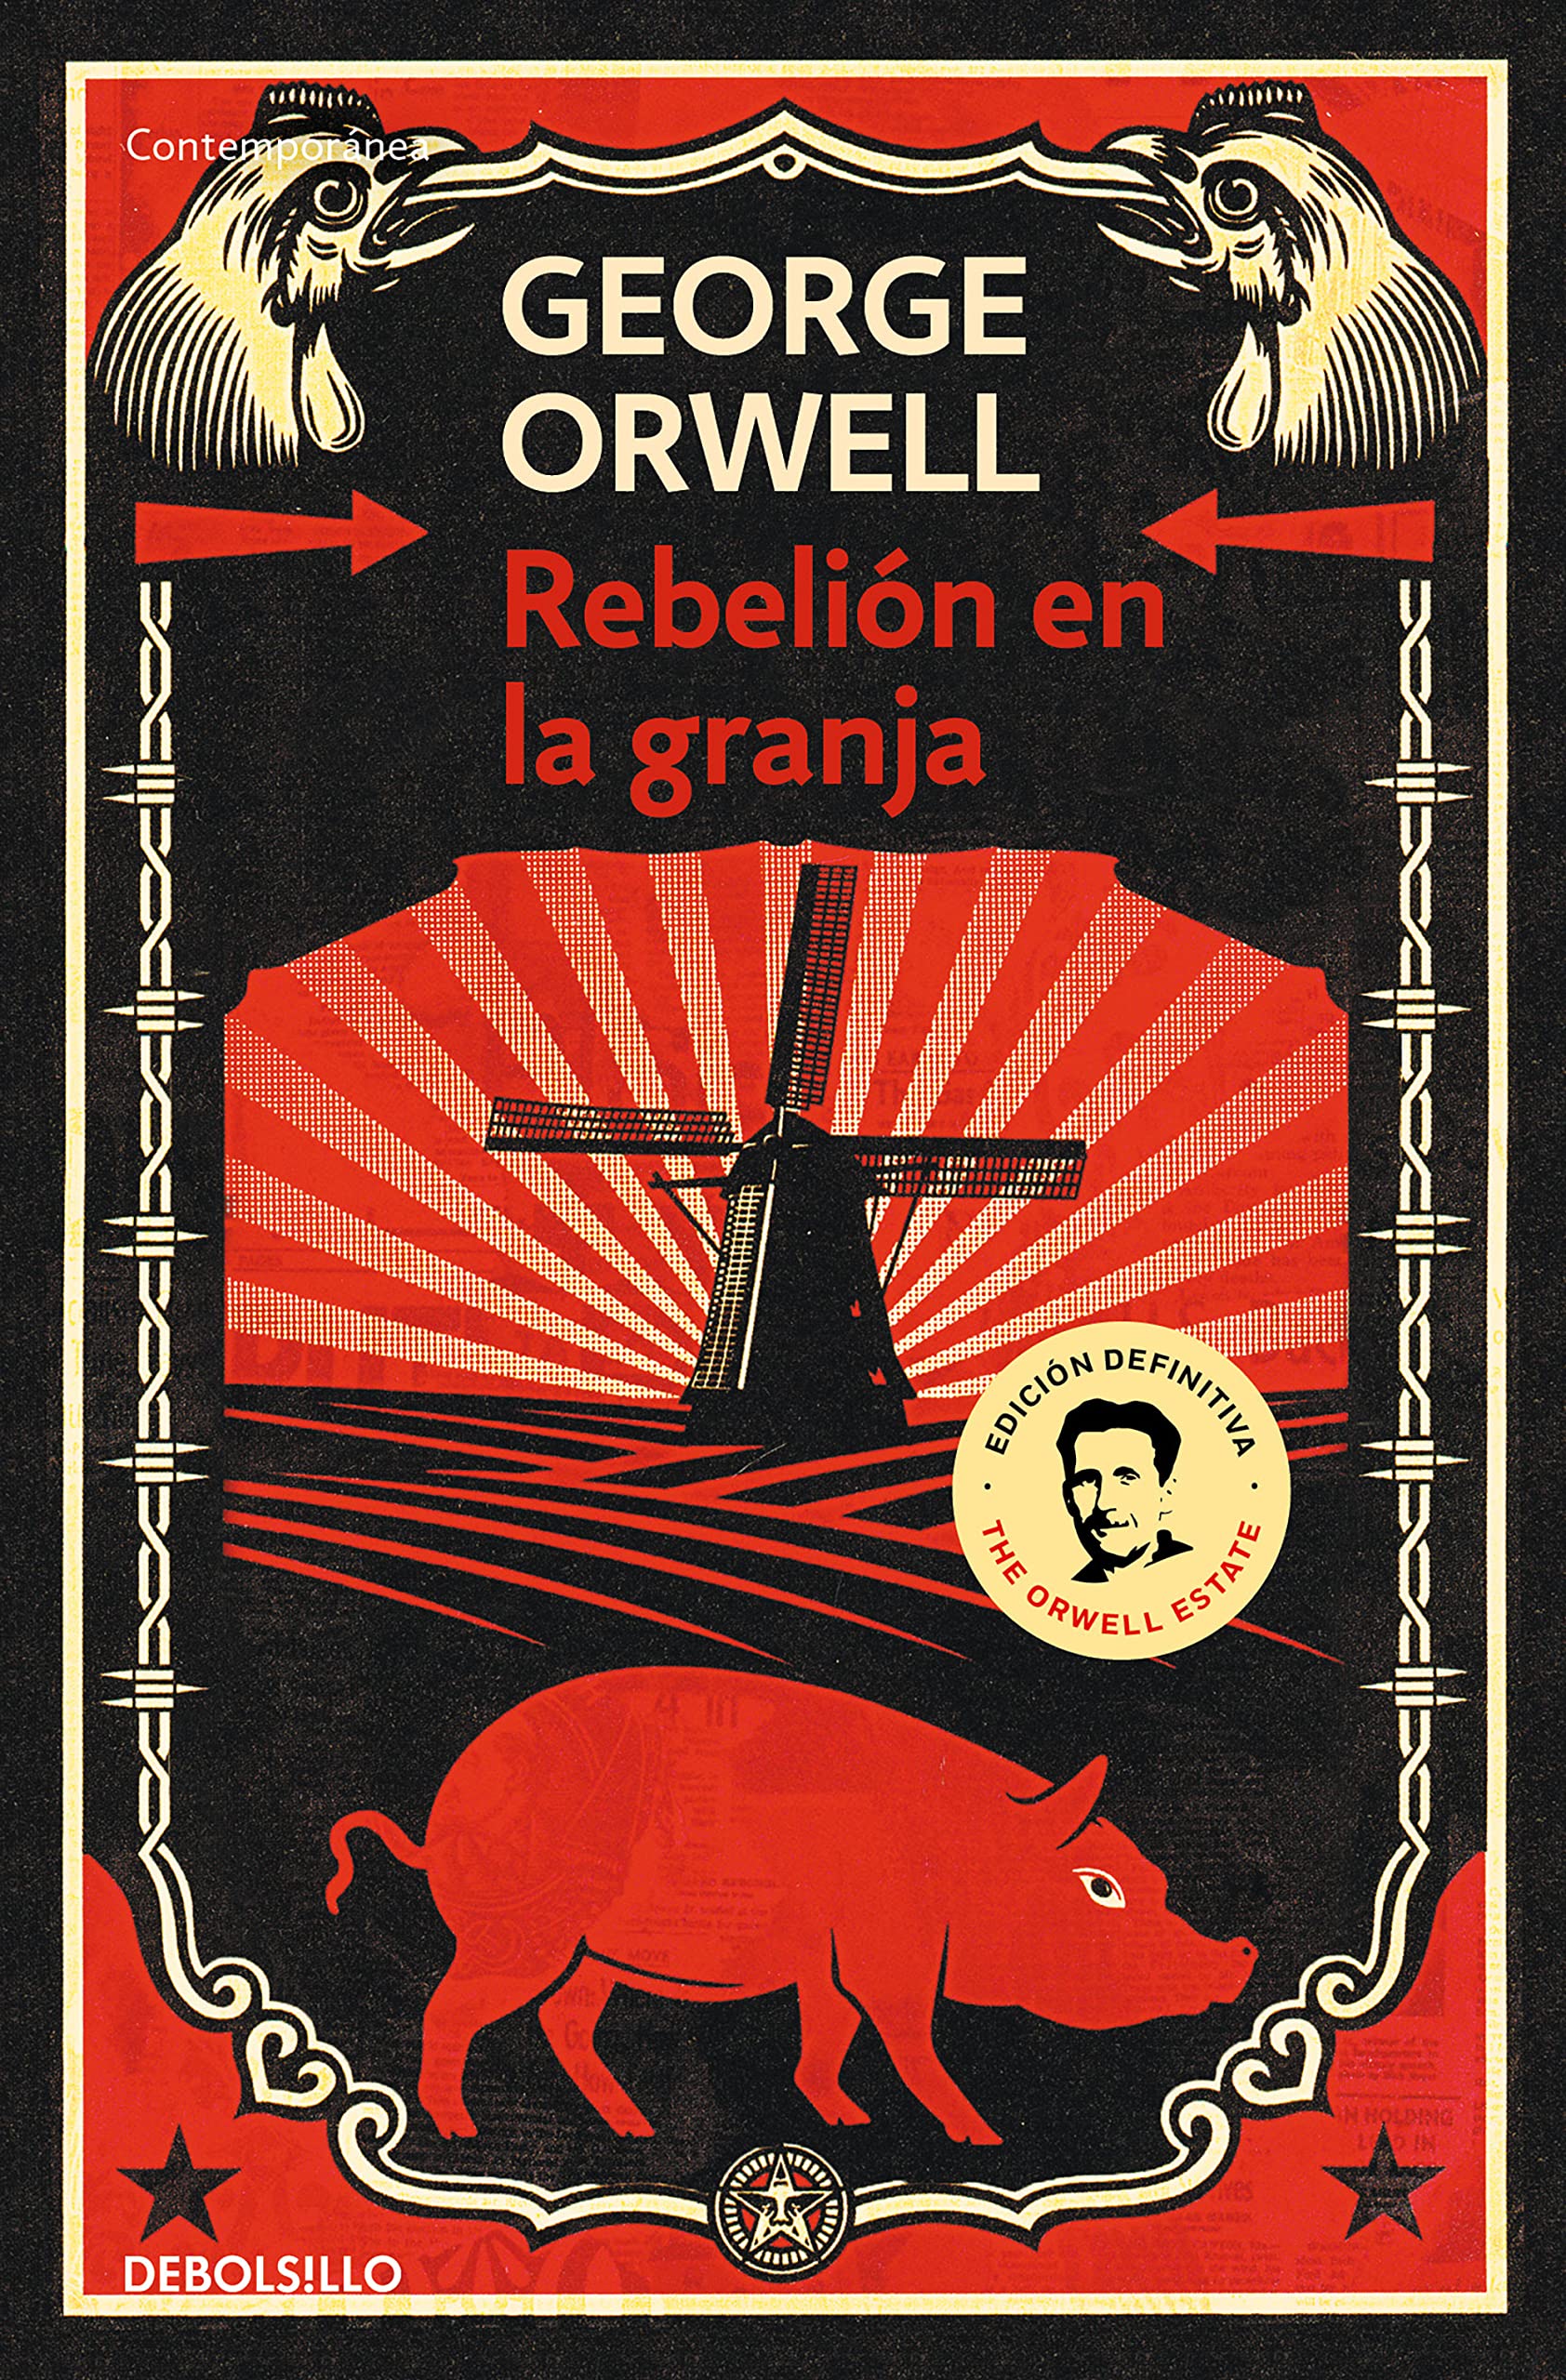 Contemporánea
GEORGE
ORWELL
Rebelión en
la granja
EDICIÓN DEFINITIVA
THE ORWELL ESTATE
DEBOLS!LLO